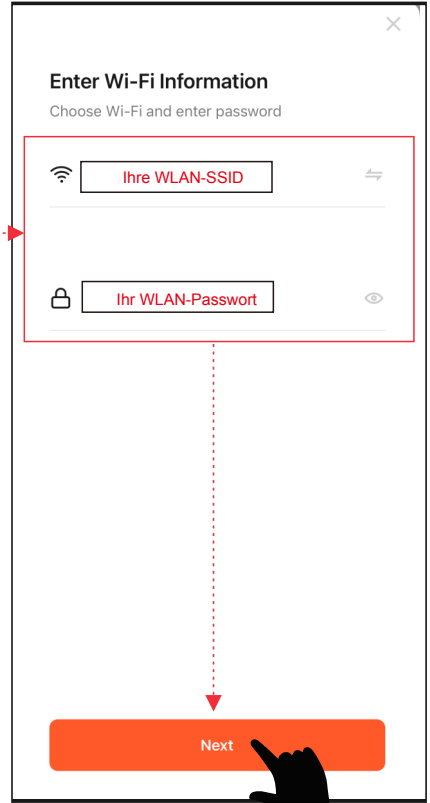 Enter Wi-Fi Information
Choose Wi-Fi and enter password
Ihre WLAN-SSID
Ihr WLAN-Passwort
Next